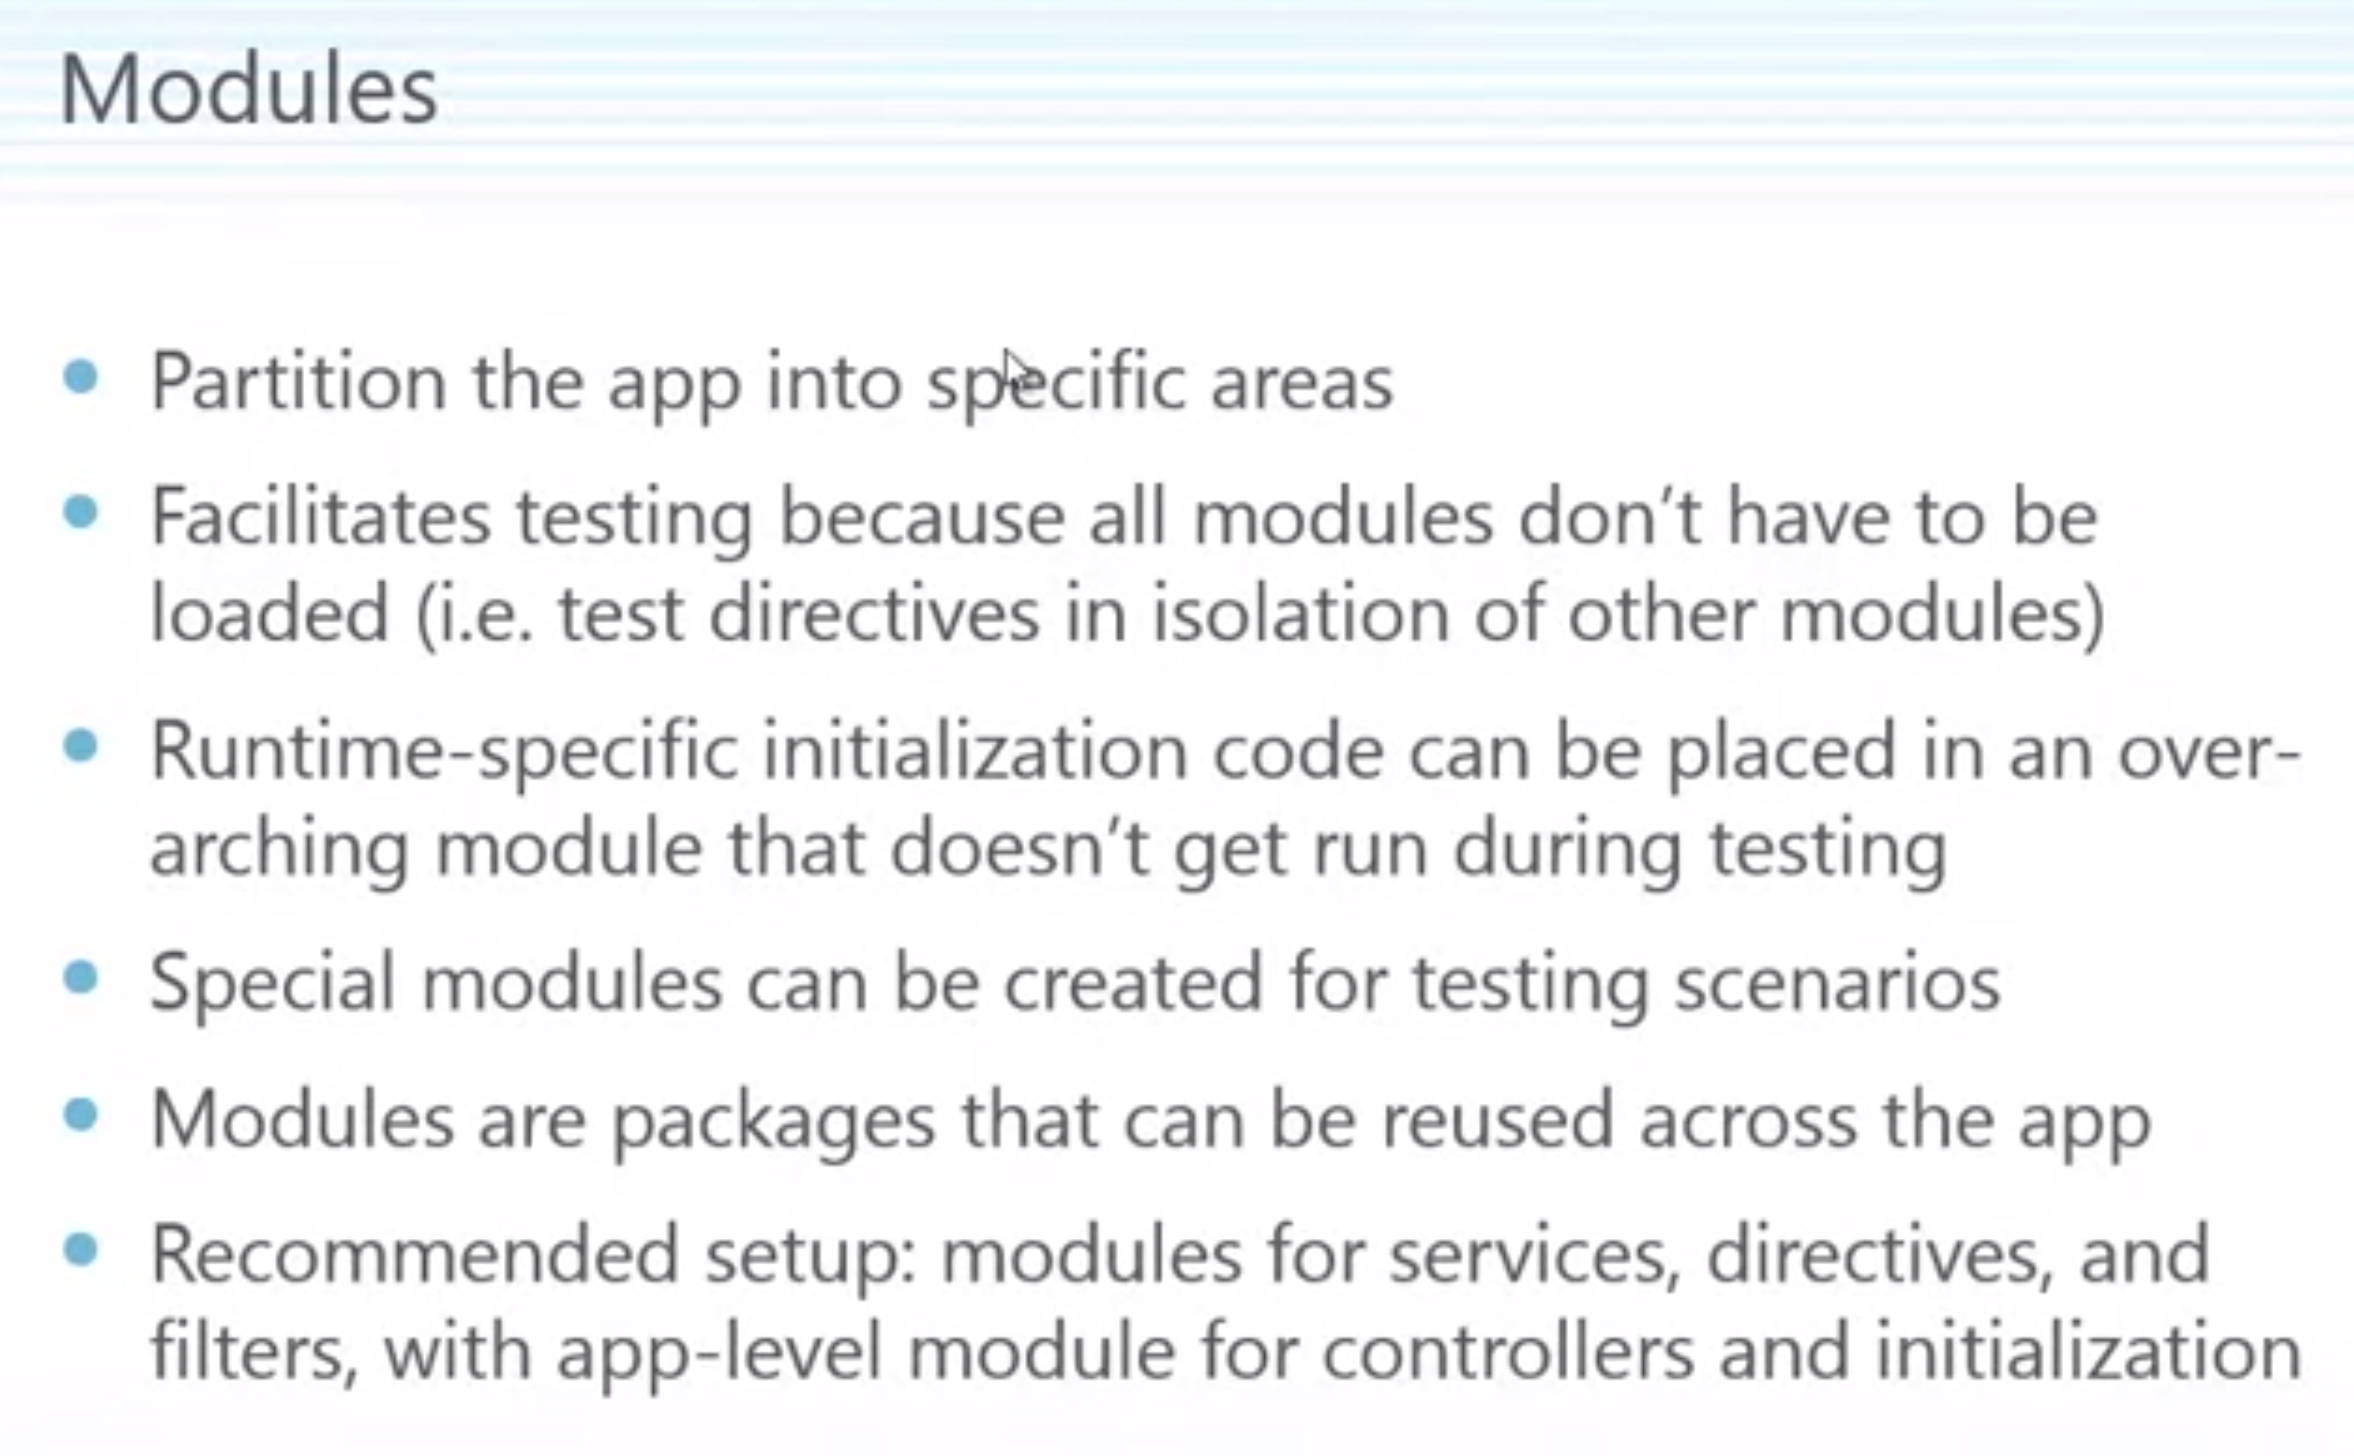 Modules
• Partition the app into specific areas
• Facilitates testing because all modules don't have to be
loaded (i.e. test directives in isolation of other modules)
• Runtime-specific initialization code can be placed in an over-
arching module that doesn't get run during testing
• Special modules can be created for testing scenarios
• Modules are packages that can be reused across the app
• Recommended setup: modules for services, directives, and
filters, with app-level module for controllers and initialization